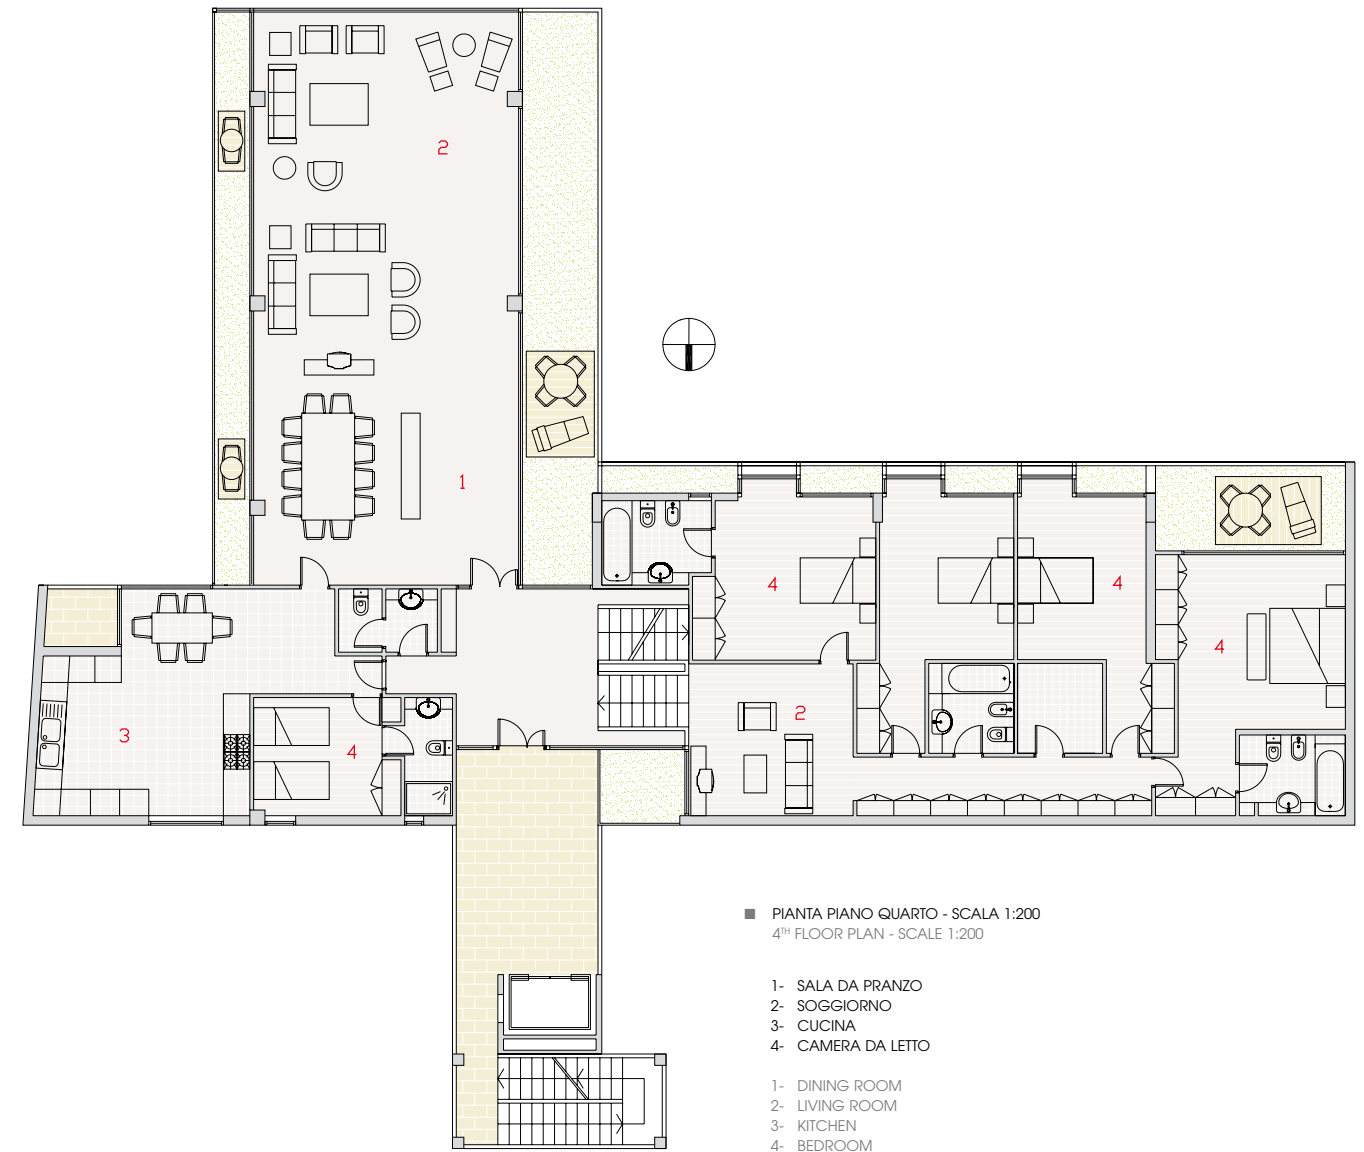 2
1
4
4
4
2
3
4
PIANTA PIANO QUARTO - SCALA 1:200
4TH FLOOR PLAN - SCALE 1:200
1- SALA DA PRANZO
2- SOGGIORNO
3- CUCINA
4- CAMERA DA LETTO
1- DINING ROOM
2- LIVING ROOM
3- KITCHEN
4- BEDROOM